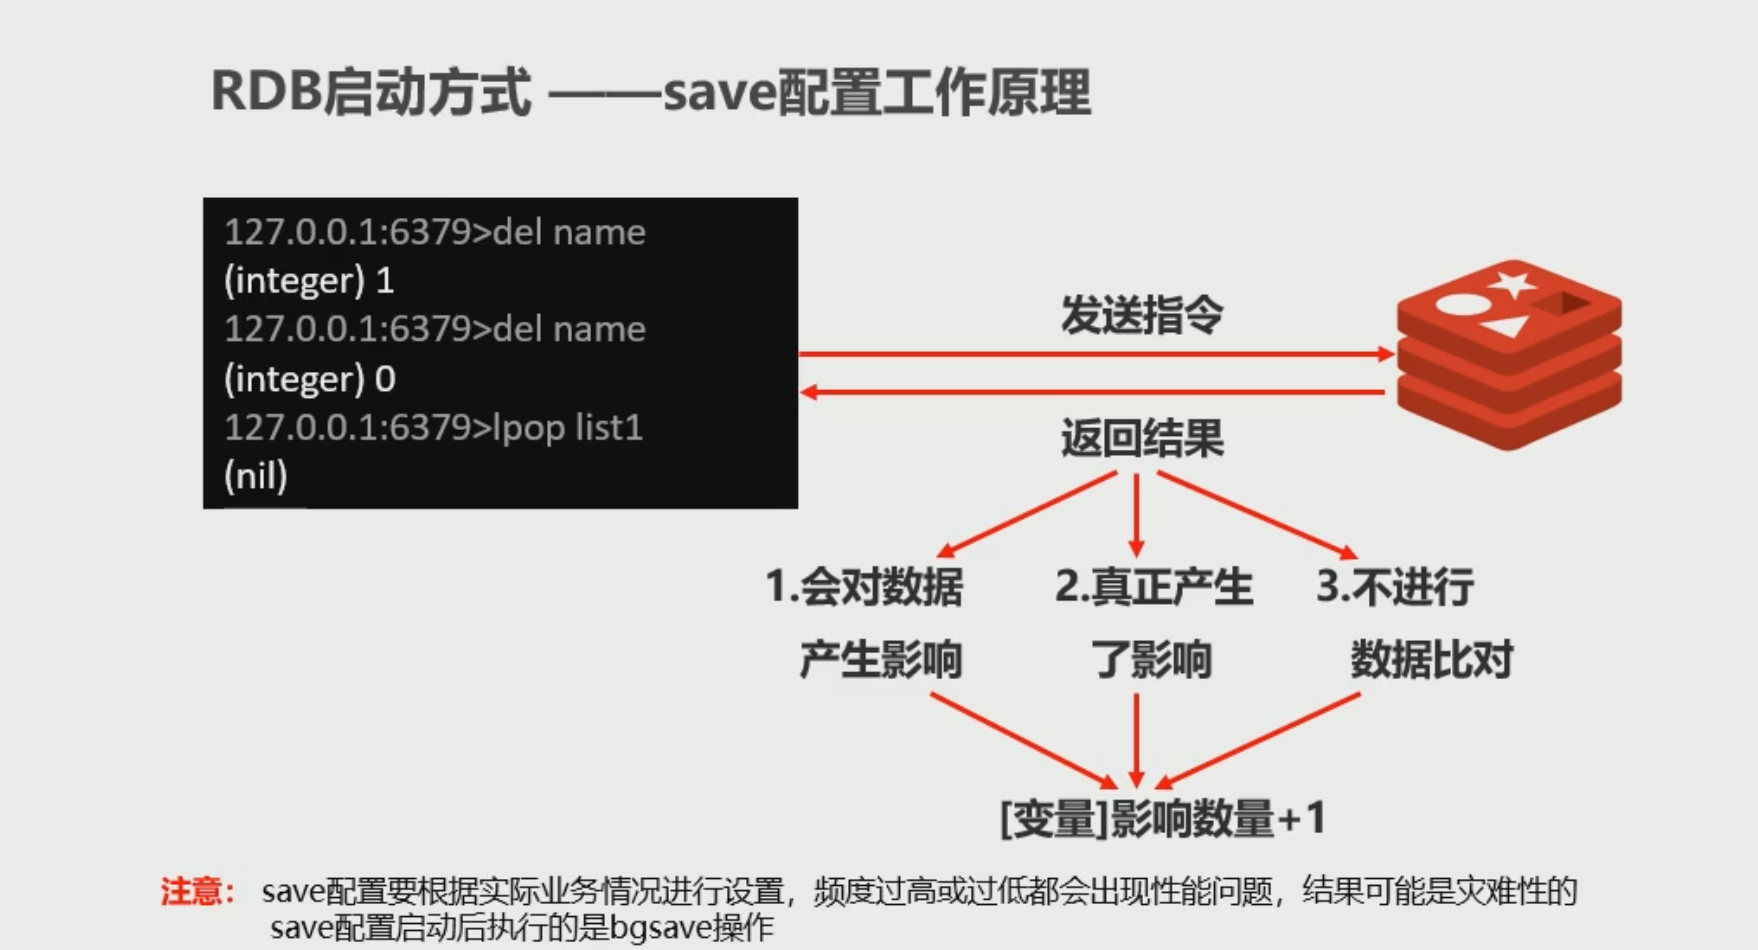 RDB启动方式 ——save配置工作原理
127.0.0.1:6379>del name
(integer) 1
127.0.0.1:6379>del name
(integer) 0
127.0.0.1:6379>lpop list1
(nil)
发送指令
返回结果
1.会对数据
产生影响
2.真正产生
了影响
3.不进行
数据比对
[变量]影响数量+1
注意： save配置要根据实际业务情况进行设置，频度过高或过低都会出现性能问题，结果可能是灾难性的
save配置启动后执行的是bgsave操作